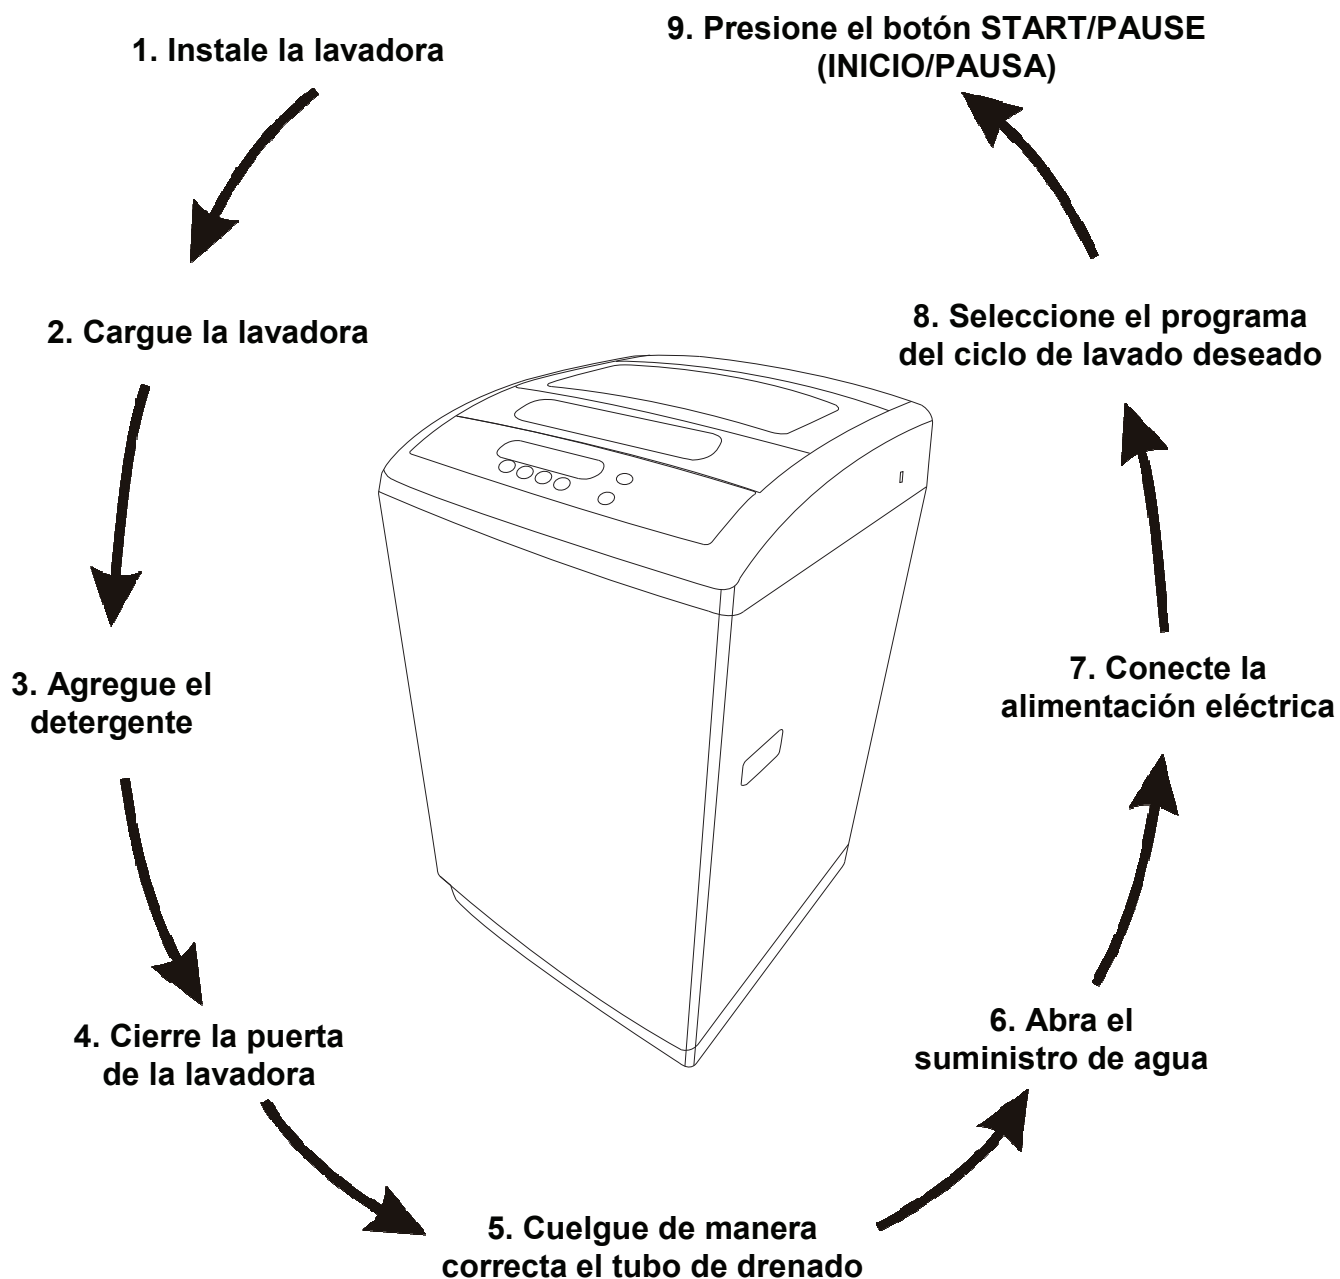 1. Instale la lavadora
2. Cargue la lavadora
3. Agregue el
detergente
4. Cierre la puerta
de la lavadora
5. Cuelgue de manera
correcta el tubo de drenado
6. Abra el
suministro de agua
7. Conecte la
alimentación eléctrica
8. Seleccione el programa
del ciclo de lavado deseado
9. Presione el botón START/PAUSE
(INICIO/PAUSA)